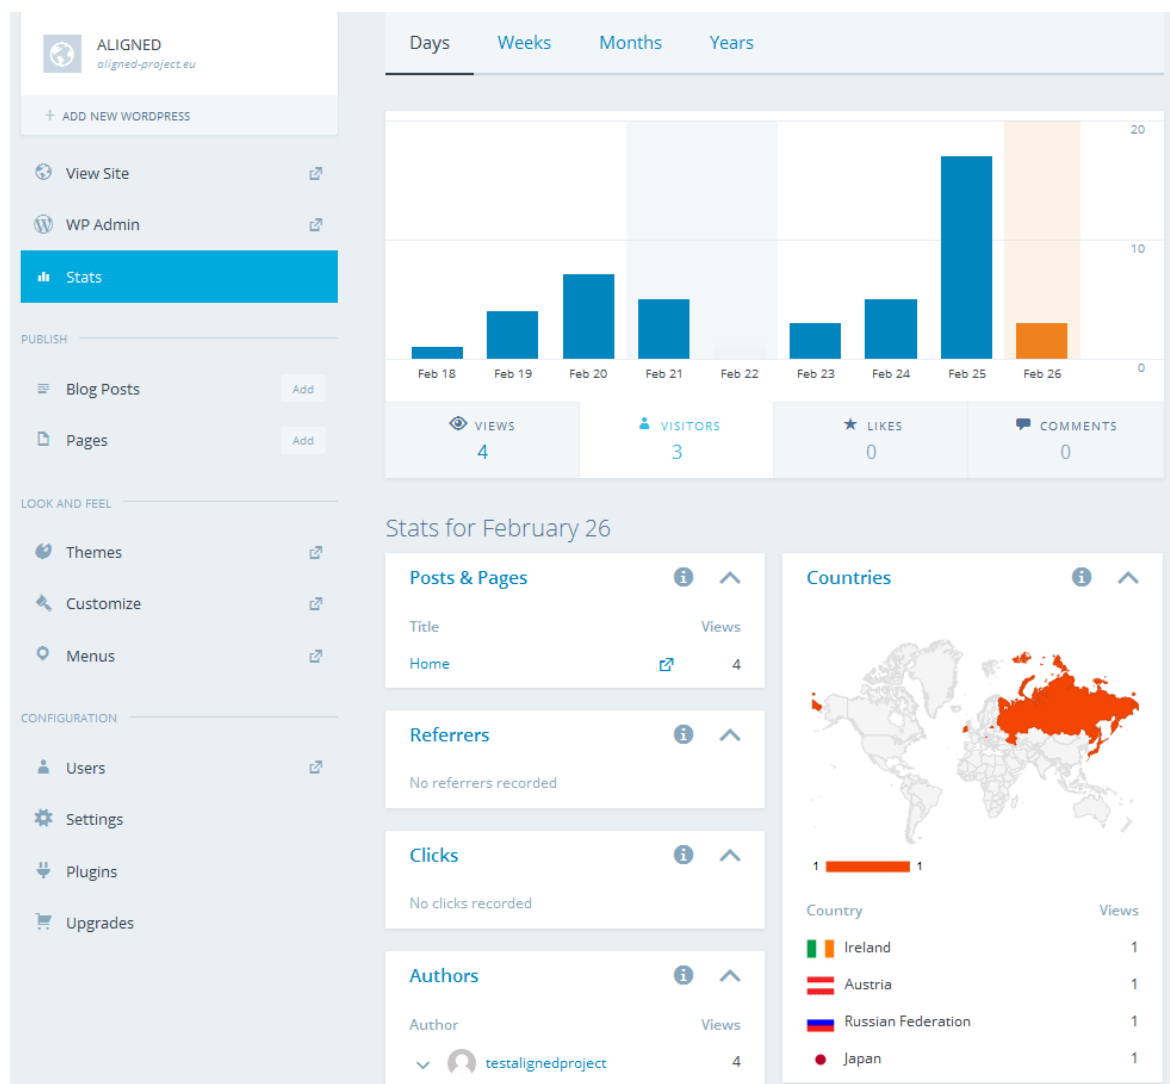 ALIGNED
aligned-project.eu
+ ADD NEW WORDPRESS
View Site
WP Admin
Stats
PUBLISH
Blog Posts
Add
Pages
Add
LOOK AND FEEL
Themes
Customize
Menus
CONFIGURATION
Users
Settings
Plugins
Upgrades
Days Weeks Months Years
20
10
0
Feb 18 Feb 19 Feb 20 Feb 21 Feb 22 Feb 23 Feb 24 Feb 25 Feb 26
VIEWS
4
VISITORS
3
LIKES
0
COMMENTS
0
Stats for February 26
Posts & Pages
Title Views
Home 4
Referrers
No referrers recorded
Clicks
No clicks recorded
Authors
Author Views
testalignedproject 4
Countries
1 1
Country Views
Ireland 1
Austria 1
Russian Federation 1
Japan 1